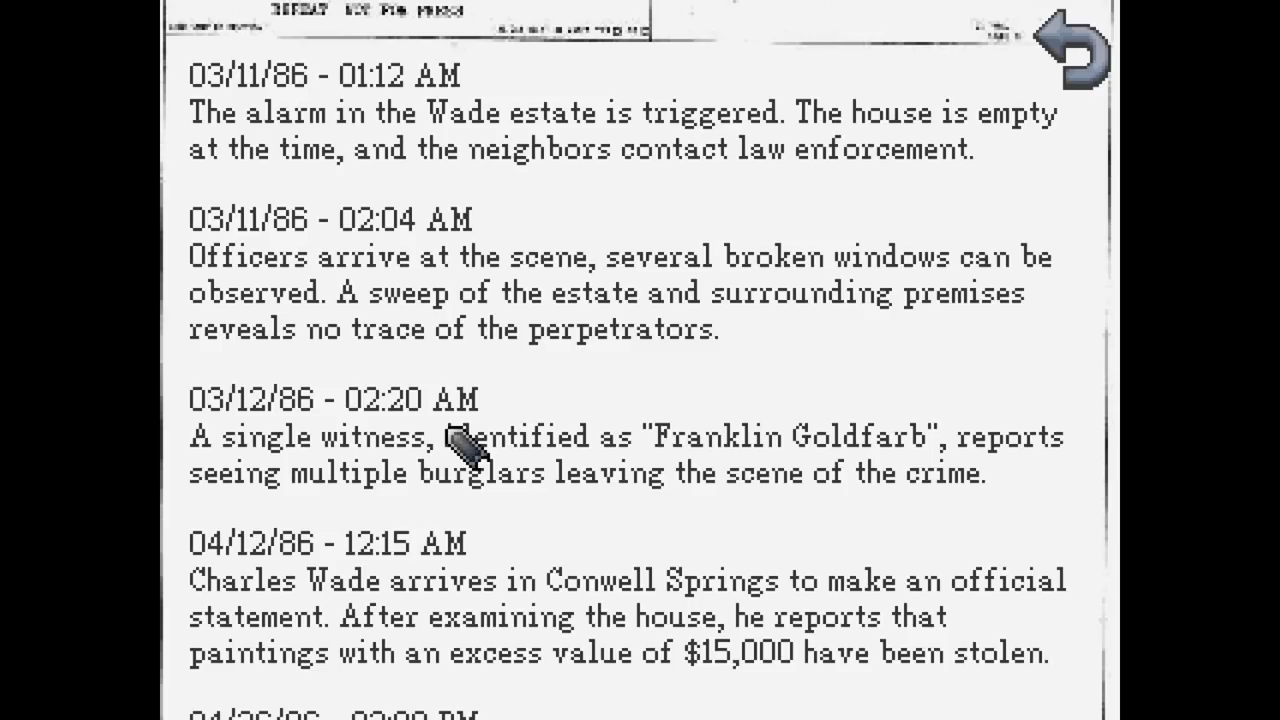 03/11/86 - 01:12 AM
The alarm in the Wade estate is triggered. The house is empty
at the time, and the neighbors contact law enforcement.
03/11/86 - 02:04 AM
Officers arrive at the scene, several broken windows can be
observed. A sweep of the estate and surrounding premises
reveals no trace of the perpetrators.
03/12/86 - 02:20 AM
A single witness, identified as "Franklin Goldfarb", reports
seeing multiple burglars leaving the scene of the crime.
04/12/86 - 12:15 AM
Charles Wade arrives in Conwell Springs to make an official
statement. After examining the house, he reports that
paintings with an excess value of $15,000 have been stolen.